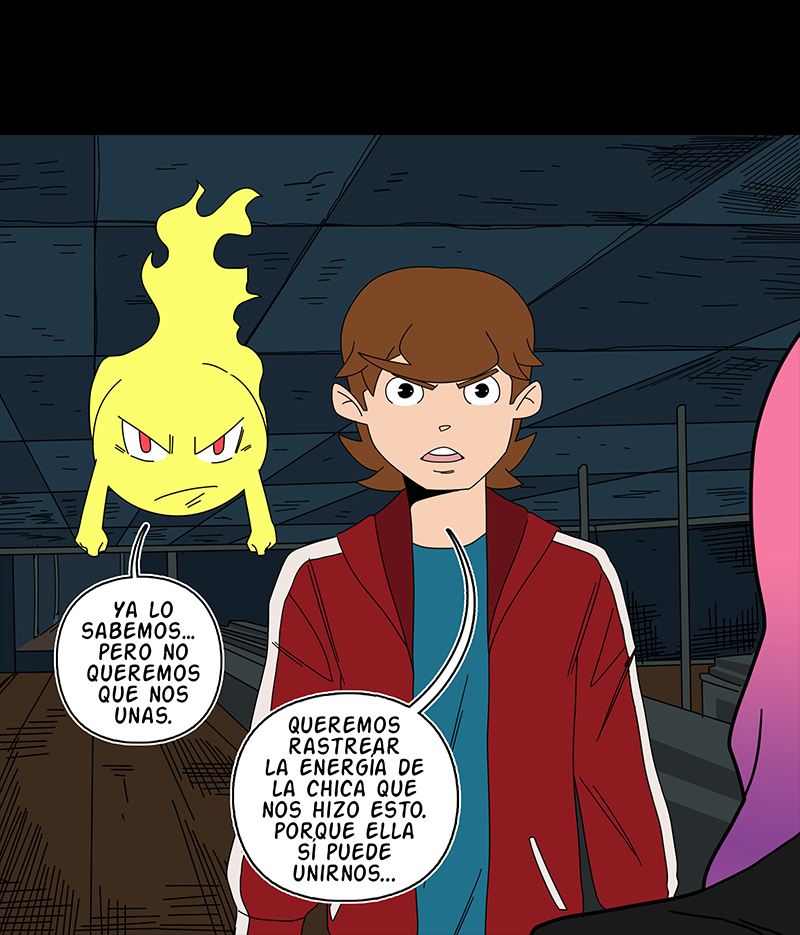 YA LO
SABEMOS...
PERO NO
QUEREMOS
QUE NOS
UNAS.
QUEREMOS
RASTREAR
LA ENERGÍA DE
LA CHICA QUE
NOS HIZO ESTO.
PORQUE ELLA
SÍ PUEDE
UNIRNOS...